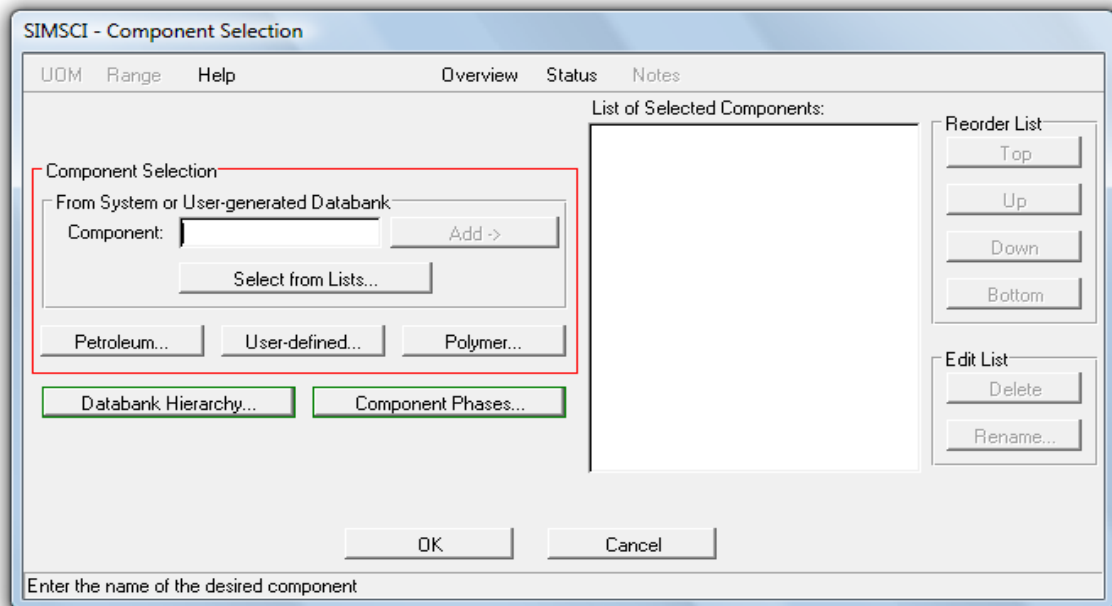 SIMSCI - Component Selection
UOM Range Help Overview Status Notes
List of Selected Components:
Component Selection
From System or User-generated Databank
Component: Add ->
Select from Lists...
Petroleum... User-defined... Polymer...
Databank Hierarchy... Component Phases...
Reorder List
Top
Up
Down
Bottom
Edit List
Delete
Rename...
OK Cancel
Enter the name of the desired component